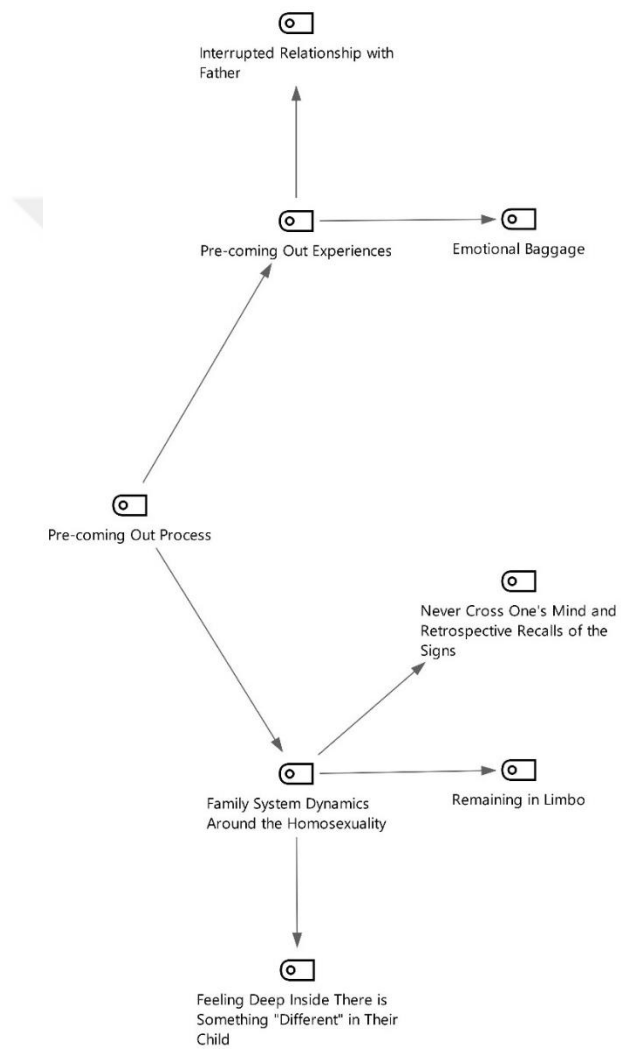 Interrupted Relationship with
Father
Pre-coming Out Experiences
Emotional Baggage
Pre-coming Out Process
Never Cross One's Mind and
Retrospective Recalls of the
Signs
Family System Dynamics
Around the Homosexuality
Remaining in Limbo
Feeling Deep Inside There is
Something "Different" in Their
Child